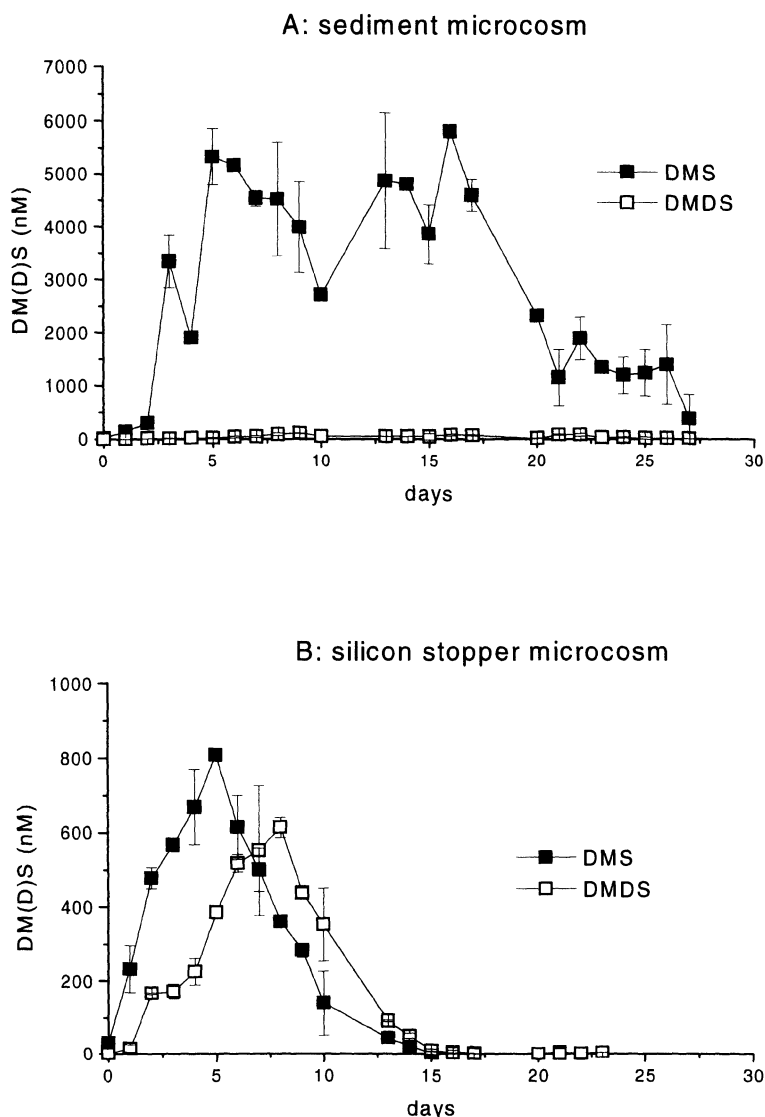 A: sediment microcosm
7000
6000
5000
4000
3000
2000
1000
0
DM(D)S (nM)
DMS
DMDS
0 5 10 15 20 25 30
days
B: silicon stopper microcosm
1000
800
600
400
200
0
DM(D)S (nM)
DMS
DMDS
0 5 10 15 20 25 30
days